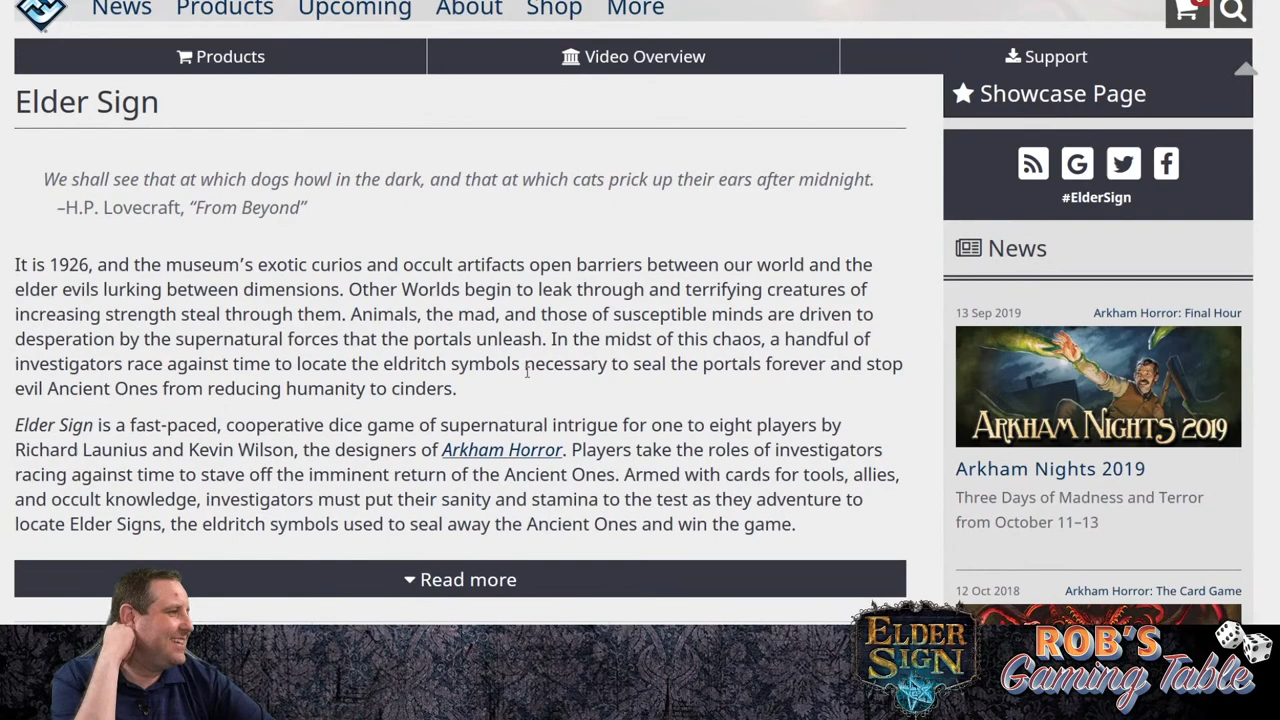 News Products Upcoming About Shop More
Products Video Overview Support
Elder Sign
Showcase Page
We shall see that at which dogs howl in the dark, and that at which cats prick up their ears after midnight.
–H.P. Lovecraft, “From Beyond”
#ElderSign
It is 1926, and the museum’s exotic curios and occult artifacts open barriers between our world and the
elder evils lurking between dimensions. Other Worlds begin to leak through and terrifying creatures of
increasing strength steal through them. Animals, the mad, and those of susceptible minds are driven to
desperation by the supernatural forces that the portals unleash. In the midst of this chaos, a handful of
investigators race against time to locate the eldritch symbols necessary to seal the portals forever and stop
evil Ancient Ones from reducing humanity to cinders.
Elder Sign is a fast-paced, cooperative dice game of supernatural intrigue for one to eight players by
Richard Launius and Kevin Wilson, the designers of Arkham Horror. Players take the roles of investigators
racing against time to stave off the imminent return of the Ancient Ones. Armed with cards for tools, allies,
and occult knowledge, investigators must put their sanity and stamina to the test as they adventure to
locate Elder Signs, the eldritch symbols used to seal away the Ancient Ones and win the game.
Read more
News
13 Sep 2019 Arkham Horror: Final Hour
ARKHAM NIGHTS 2019
Arkham Nights 2019
Three Days of Madness and Terror
from October 11–13
12 Oct 2018 Arkham Horror: The Card Game
ELDER
SIGN
ROB'S
Gaming Table